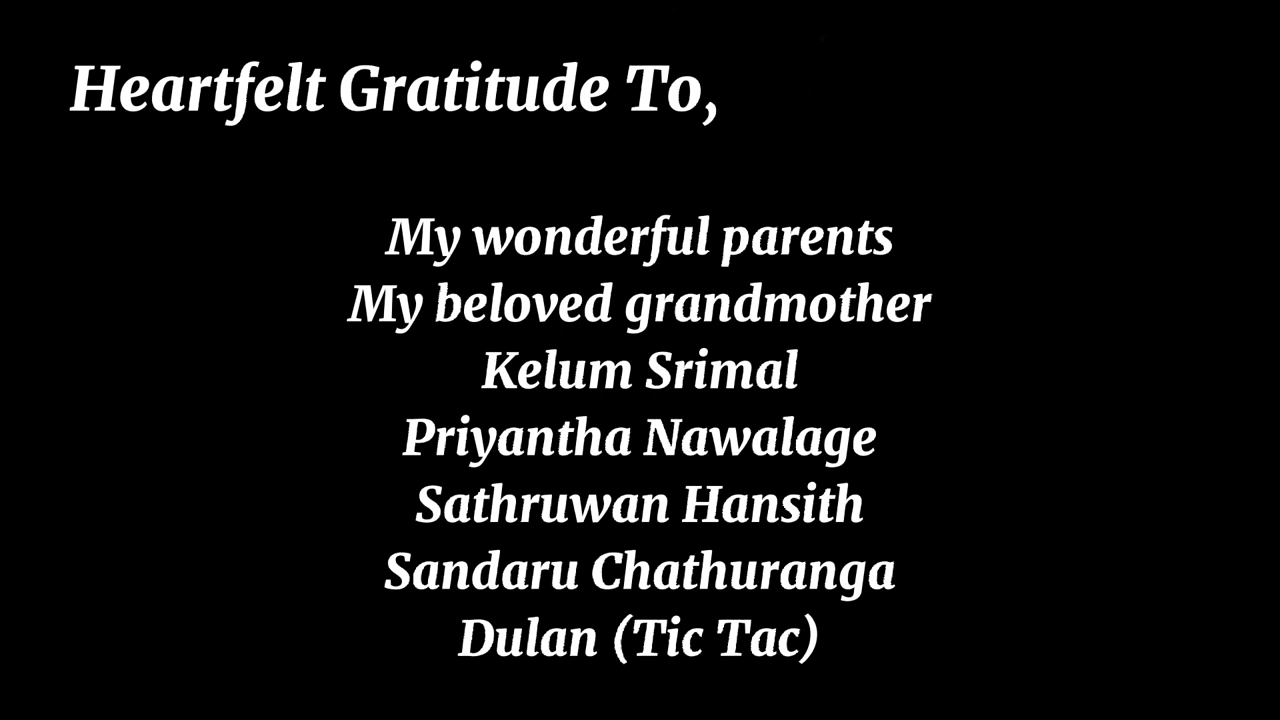 Heartfelt Gratitude To,
My wonderful parents
My beloved grandmother
Kelum Srimal
Priyantha Nawalage
Sathruwan Hansith
Sandaru Chathuranga
Dulan (Tic Tac)